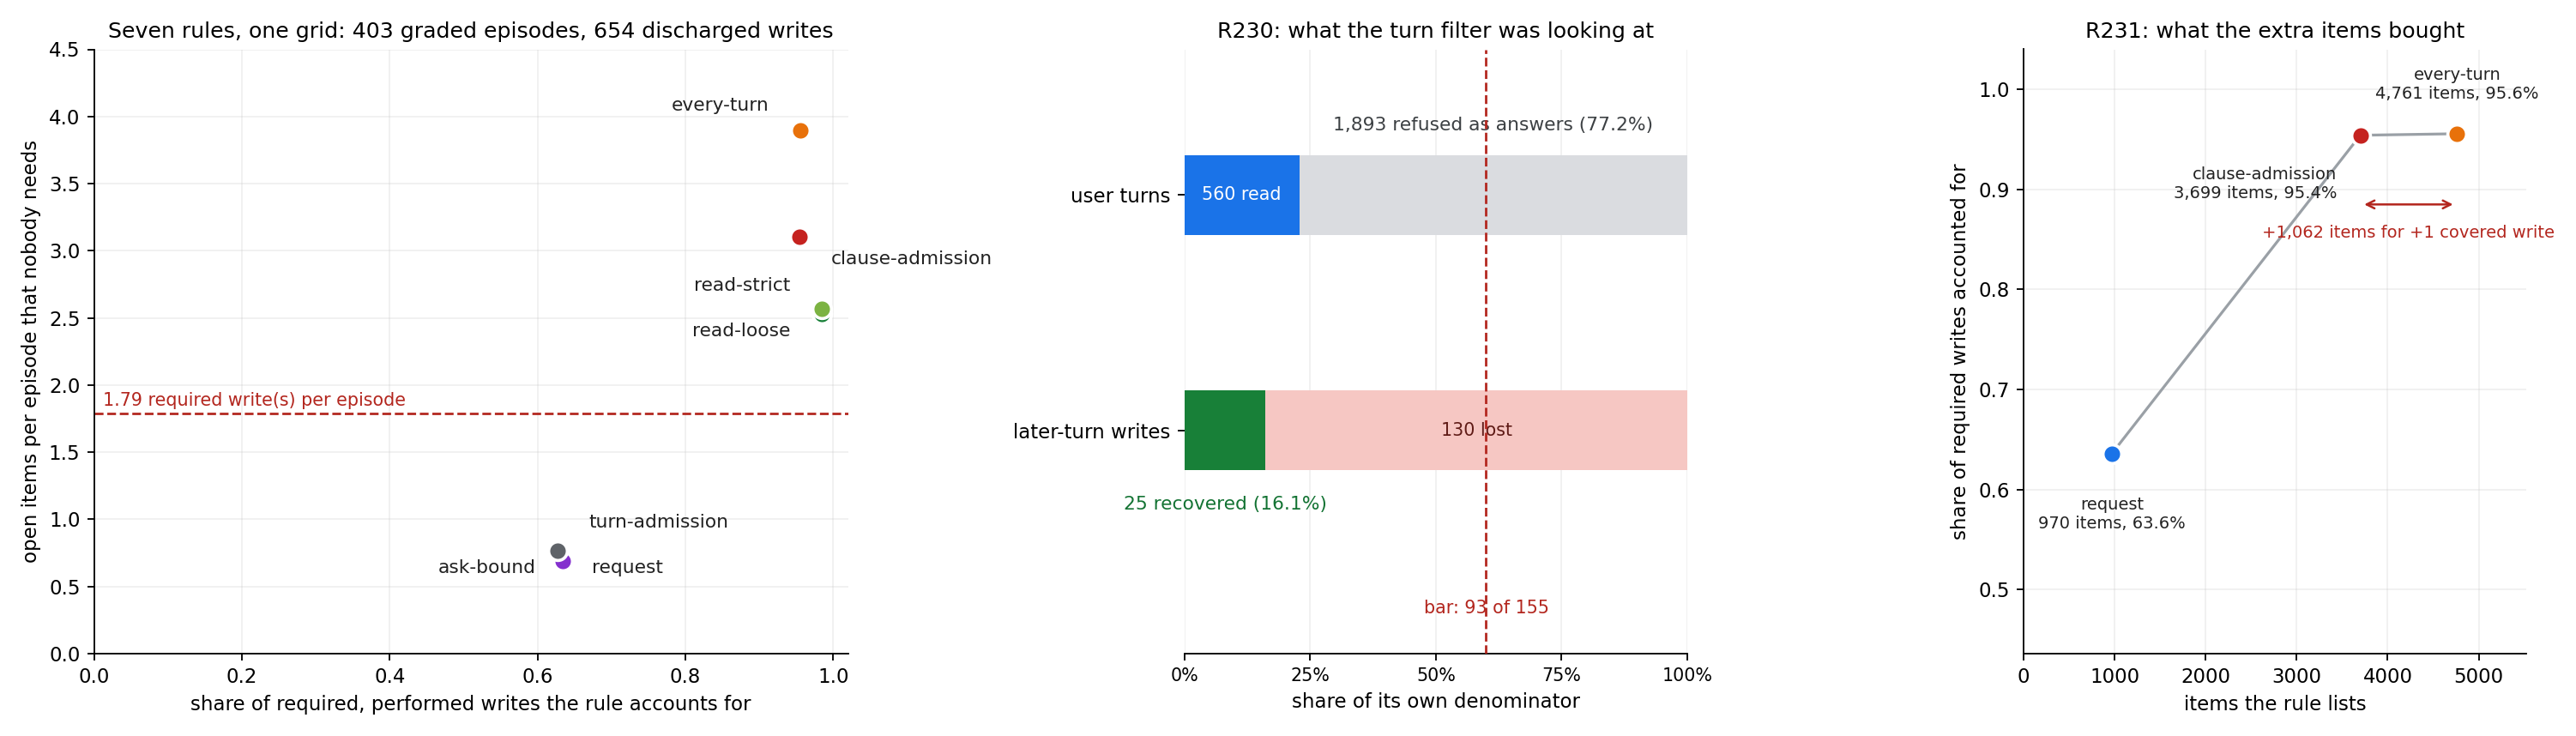 Seven rules, one grid: 403 graded episodes, 654 discharged writes
open items per episode that nobody needs
4.5
4.0
3.5
3.0
2.5
2.0
1.5
1.0
0.5
0.0
every-turn
clause-admission
read-strict
read-loose
1.79 required write(s) per episode
turn-admission
ask-bound
request
0.0
0.2
0.4
0.6
0.8
1.0
share of required, performed writes the rule accounts for
R230: what the turn filter was looking at
1,893 refused as answers (77.2%)
user turns
560 read
later-turn writes
130 lost
25 recovered (16.1%)
bar: 93 of 155
0%
25%
50%
75%
100%
share of its own denominator
R231: what the extra items bought
share of required writes accounted for
1.0
0.9
0.8
0.7
0.6
0.5
every-turn
4,761 items, 95.6%
clause-admission
3,699 items, 95.4%
+1,062 items for +1 covered write
request
970 items, 63.6%
0
1000
2000
3000
4000
5000
items the rule lists